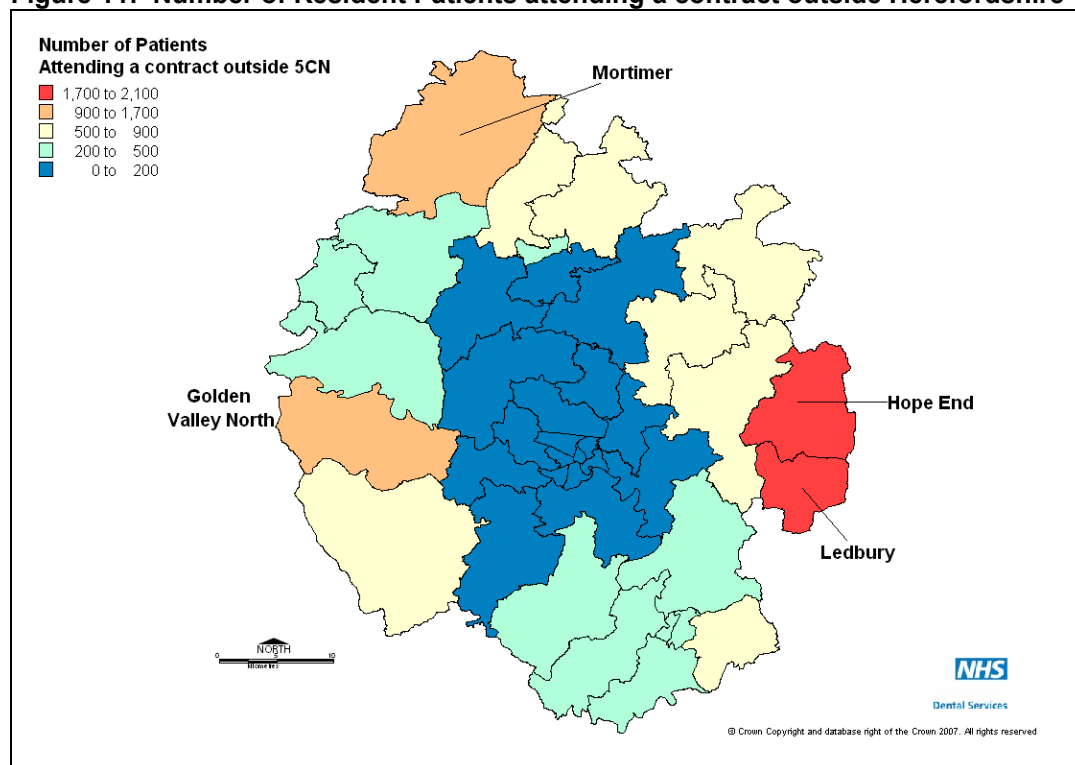 Figure 11: Number of Resident Patients attending a contract outside Herefordshire
Number of Patients
Attending a contract outside 5CN
1,700 to 2,100
900 to 1,700
500 to 900
200 to 500
0 to 200
Mortimer
Golden
Valley North
Hope End
Ledbury
NORTH
0 5 10
kilometres
NHS
Dental Services
© Crown Copyright and database right of the Crown 2007. All rights reserved